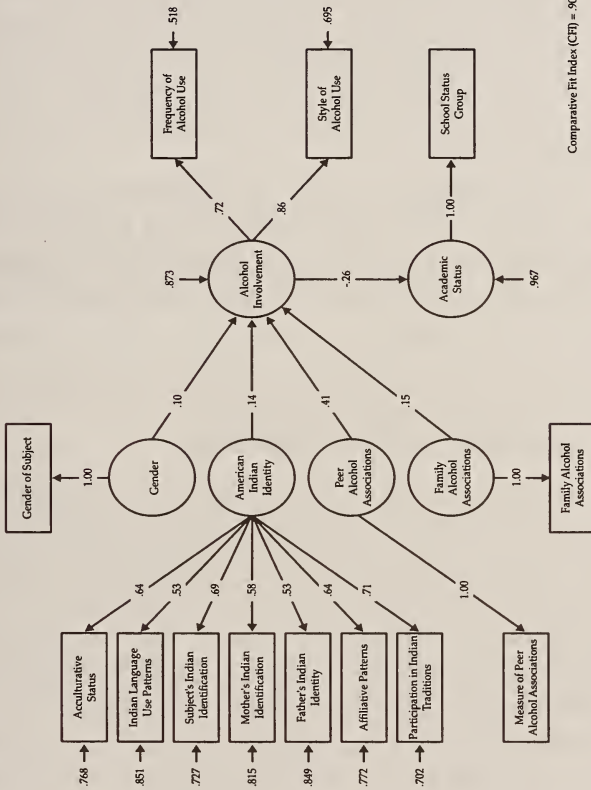 Gender of Subject
1.00
Gender
American
Indian
Identity
Peer
Alcohol
Associations
Family
Alcohol
Associations
1.00
Family Alcohol
Associations
.768
Acculturative
Status
.64
.851
Indian Language
Use Patterns
.53
.727
Subject's Indian
Identification
.69
.815
Mother's Indian
Identification
.58
.849
Father's Indian
Identity
.53
.772
Affiliative Patterns
.64
.702
Participation in Indian
Traditions
.71
Measure of Peer
Alcohol Associations
1.00
.10
.14
.41
.15
.873
Alcohol
Involvement
-.26
Academic
Status
.967
.72
Frequency of
Alcohol Use
.518
.86
Style of
Alcohol Use
.695
1.00
School Status
Group
Comparative Fit Index (CFI) = .90